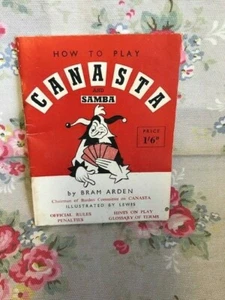 HOW TO PLAY
CANASTA
AND
SAMBA
PRICE
1/6ᴰ
by BRAM ARDEN
Chairman of Rules Committee on CANASTA
ILLUSTRATED BY LEWIS
OFFICIAL RULES
PENALTIES
HINTS ON PLAY
GLOSSARY OF TERMS